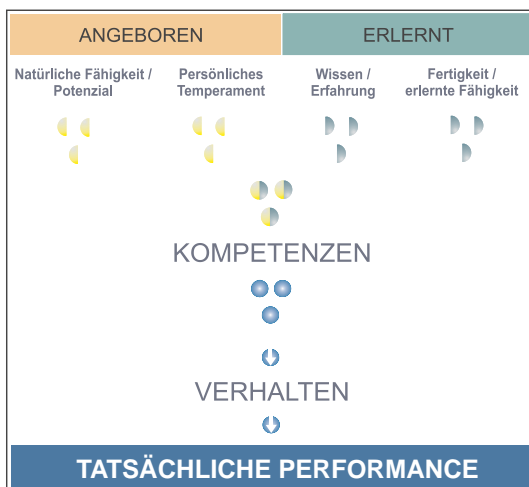 ANGEBOREN
ERLERNT
Natürliche Fähigkeit /
Potenzial
Persönliches
Temperament
Wissen /
Erfahrung
Fertigkeit /
erlernte Fähigkeit
KOMPETENZEN
VERHALTEN
TATSÄCHLICHE PERFORMANCE